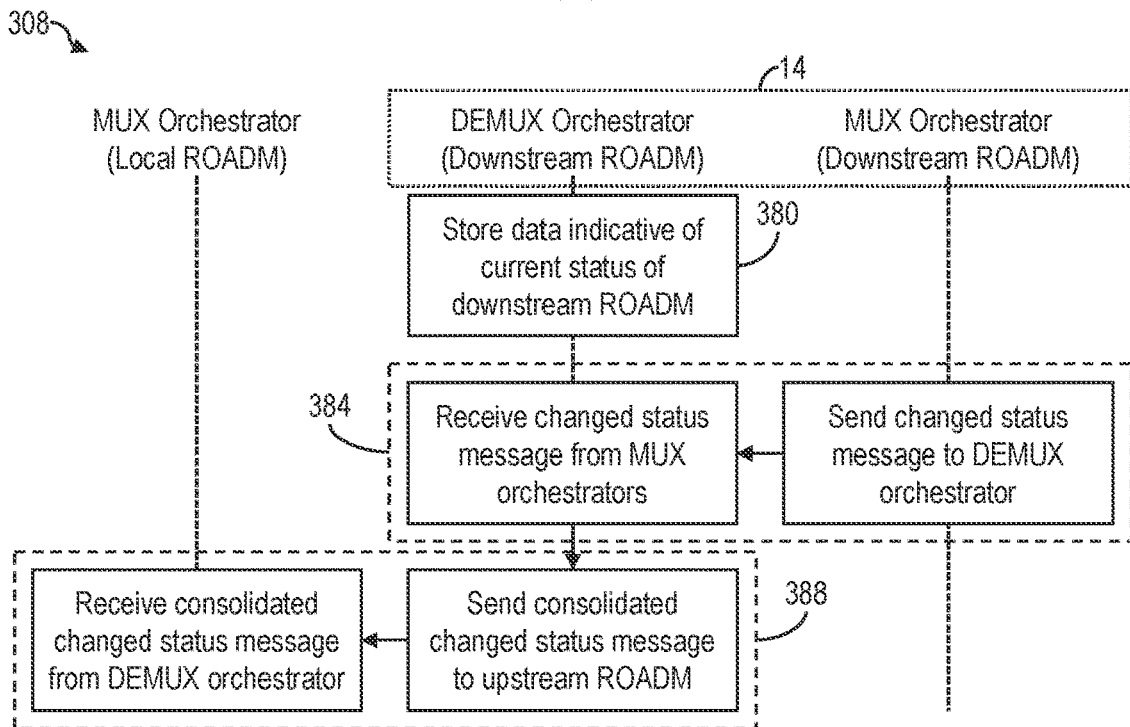 308
14
MUX Orchestrator
(Local ROADM)
DEMUX Orchestrator
(Downstream ROADM)
MUX Orchestrator
(Downstream ROADM)
Store data indicative of
current status of
downstream ROADM
380
384
Receive changed status
message from MUX
orchestrators
Send changed status
message to DEMUX
orchestrator
Receive consolidated
changed status message
from DEMUX orchestrator
Send consolidated
changed status message
to upstream ROADM
388